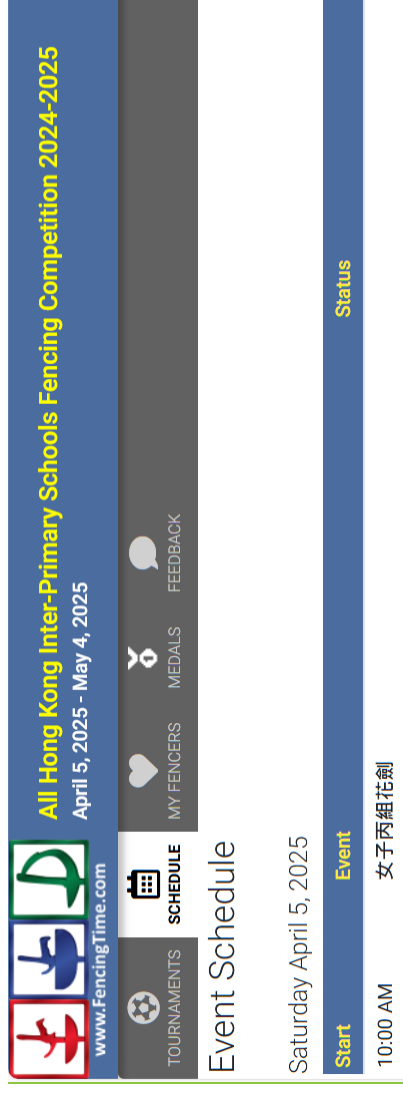 All Hong Kong Inter-Primary Schools Fencing Competition 2024-2025
April 5, 2025 - May 4, 2025
www.FencingTime.com
TOURNAMENTS SCHEDULE MY FENCERS MEDALS FEEDBACK
Event Schedule
Saturday April 5, 2025
Start Event Status
10:00 AM 女子丙組花劍